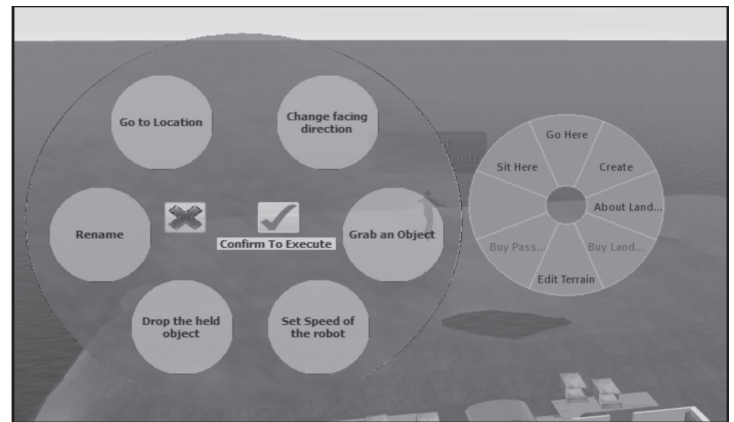 Go to Location
Change facing
direction
Rename
Confirm To Execute
Grab an Object
Drop the held
object
Set Speed of
the robot
Go Here
Sit Here
Create
About Land...
Buy Pass...
Buy Land...
Edit Terrain